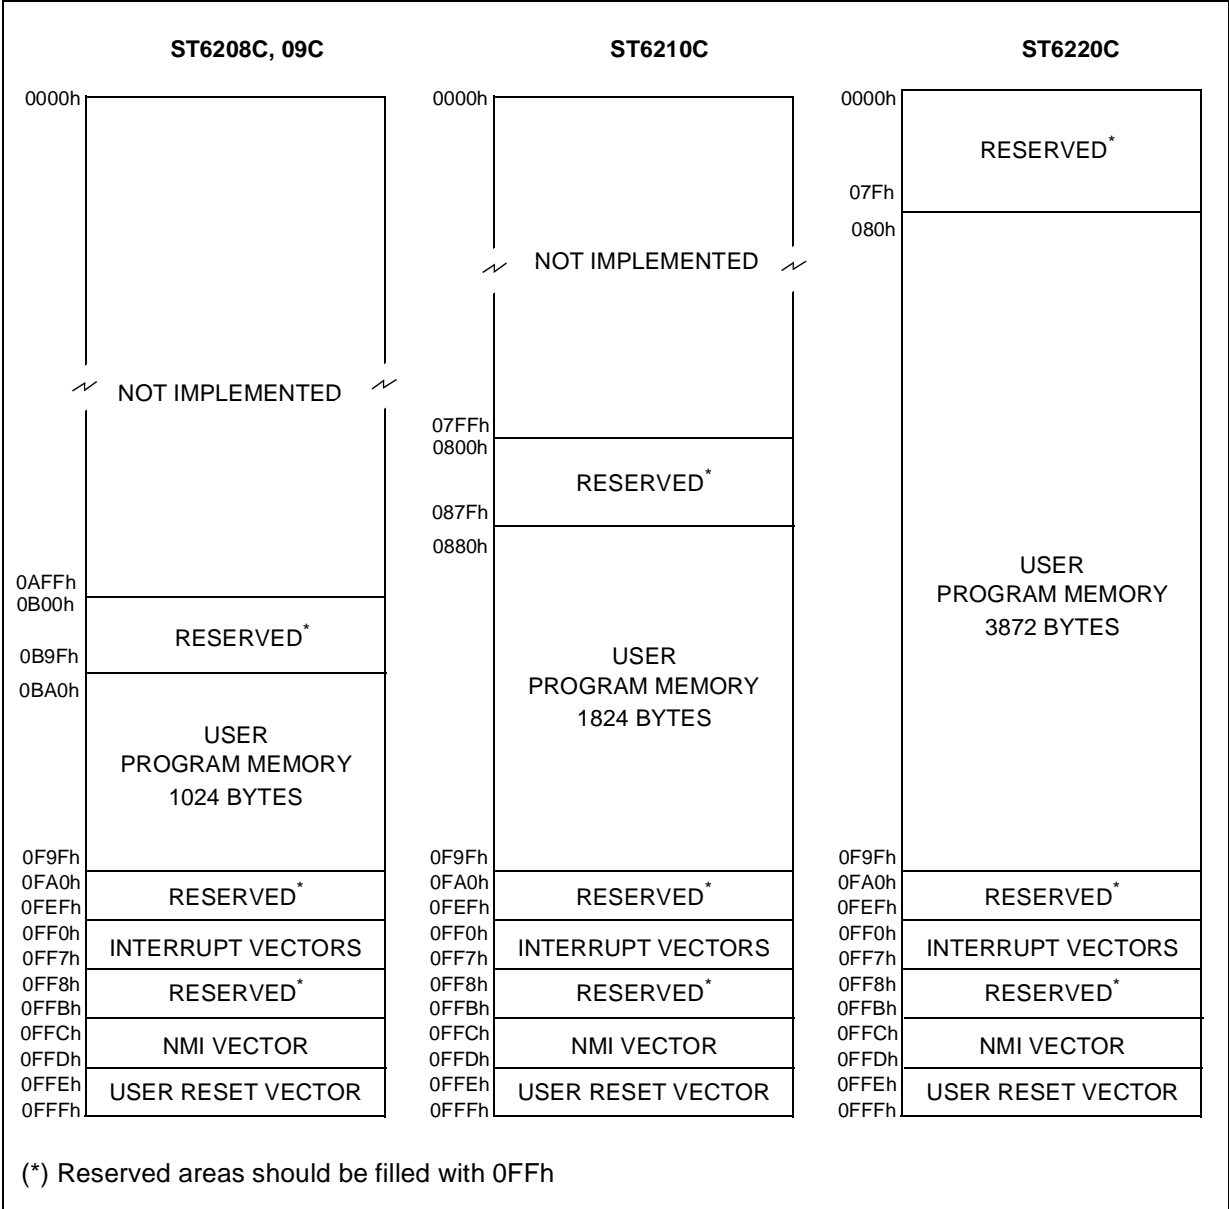 ST6208C, 09C
0000h
NOT IMPLEMENTED
0AFFh
0B00h
RESERVED*
0B9Fh
0BA0h
USER
PROGRAM MEMORY
1024 BYTES
0F9Fh
0FA0h
RESERVED*
0FEFh
0FF0h
INTERRUPT VECTORS
0FF7h
0FF8h
RESERVED*
0FFBh
0FFCh
NMI VECTOR
0FFDh
0FFEh
USER RESET VECTOR
0FFFh
ST6210C
0000h
NOT IMPLEMENTED
07FFh
0800h
RESERVED*
087Fh
0880h
USER
PROGRAM MEMORY
1824 BYTES
0F9Fh
0FA0h
RESERVED*
0FEFh
0FF0h
INTERRUPT VECTORS
0FF7h
0FF8h
RESERVED*
0FFBh
0FFCh
NMI VECTOR
0FFDh
0FFEh
USER RESET VECTOR
0FFFh
ST6220C
0000h
RESERVED*
07Fh
080h
USER
PROGRAM MEMORY
3872 BYTES
0F9Fh
0FA0h
RESERVED*
0FEFh
0FF0h
INTERRUPT VECTORS
0FF7h
0FF8h
RESERVED*
0FFBh
0FFCh
NMI VECTOR
0FFDh
0FFEh
USER RESET VECTOR
0FFFh
(*) Reserved areas should be filled with 0FFh